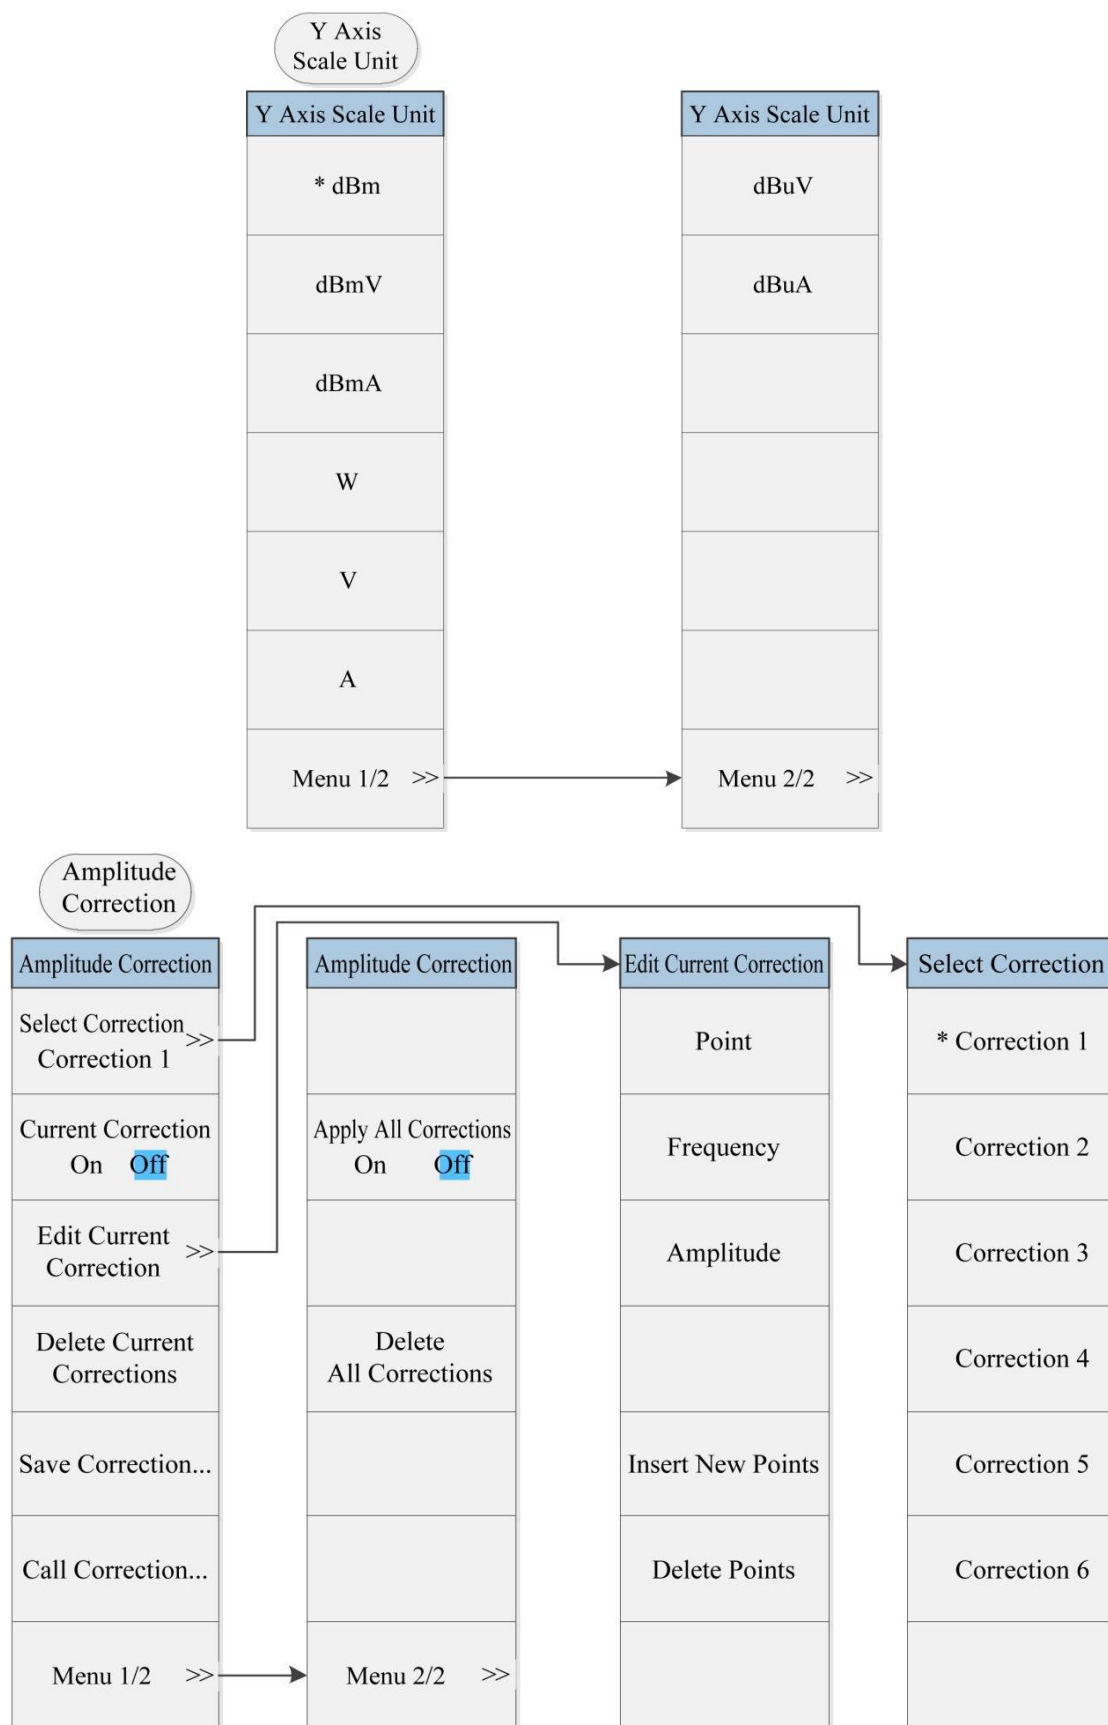 Y Axis
Scale Unit
Y Axis Scale Unit
* dBm
dBmV
dBmA
W
V
A
Menu 1/2 >>
Y Axis Scale Unit
dBuV
dBuA
Menu 2/2 >>
Amplitude
Correction
Amplitude Correction
Select Correction >>
Correction 1
Current Correction
On Off
Edit Current >>
Correction
Delete Current
Corrections
Save Correction...
Call Correction...
Menu 1/2 >>
Amplitude Correction
Apply All Corrections
On Off
Delete
All Corrections
Menu 2/2 >>
Edit Current Correction
Point
Frequency
Amplitude
Insert New Points
Delete Points
Select Correction
* Correction 1
Correction 2
Correction 3
Correction 4
Correction 5
Correction 6